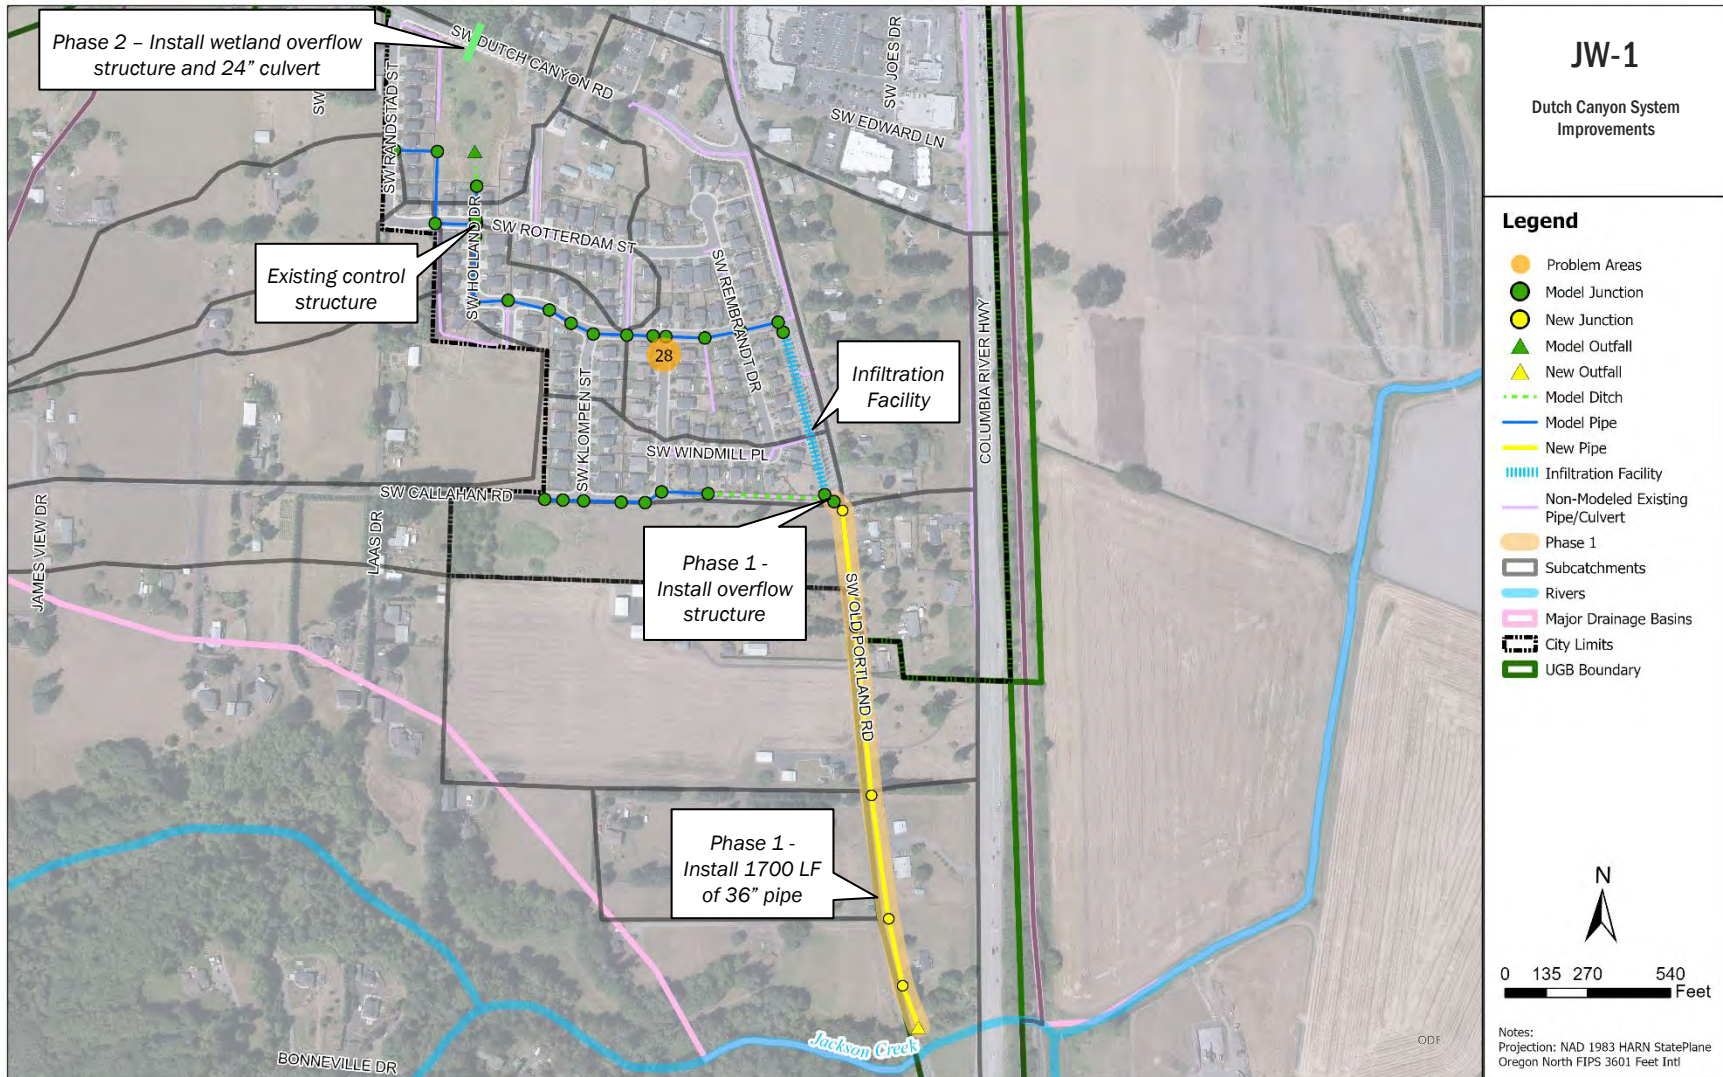 Phase 2 – Install wetland overflow
structure and 24” culvert
SW DUTCH CANYON RD
SW JOES DR
SW EDWARD LN
SW
SW RANDSTAD ST
SW HOLLAND DR
SW ROTTERDAM ST
Existing control
structure
SW REMBRANDT DR
28
Infiltration
Facility
COLUMBIA RIVER HWY
SW KLOMPEN ST
SW WINDMILL PL
SW CALLAHAN RD
JAMES VIEW DR
LAAS DR
Phase 1 -
Install overflow
structure
SW OLD PORTLAND RD
Phase 1 -
Install 1700 LF
of 36” pipe
Jackson Creek
BONNEVILLE DR
ODF
JW-1
Dutch Canyon System
Improvements
Legend
Problem Areas
Model Junction
New Junction
Model Outfall
New Outfall
Model Ditch
Model Pipe
New Pipe
Infiltration Facility
Non-Modeled Existing
Pipe/Culvert
Phase 1
Subcatchments
Rivers
Major Drainage Basins
City Limits
UGB Boundary
N
0 135 270 540
Feet
Notes:
Projection: NAD 1983 HARN StatePlane
Oregon North FIPS 3601 Feet Intl